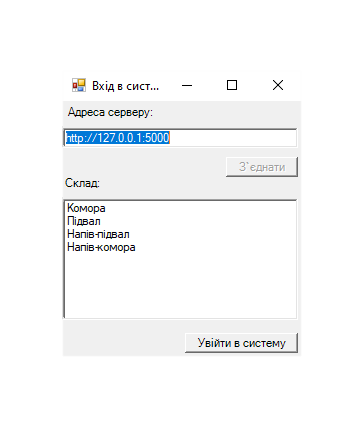 Вхід в сист...
Адреса серверу:
http://127.0.0.1:5000
З`єднати
Склад:
Комора
Підвал
Напів-підвал
Напів-комора
Увійти в систему